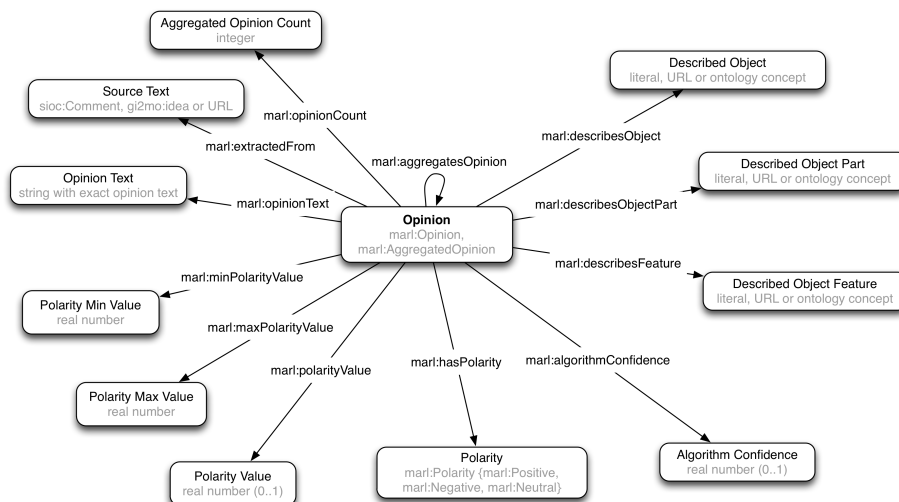 Aggregated Opinion Count
integer
Described Object
literal, URL or ontology concept
Source Text
sioc:Comment, gi2mo:idea or URL
marl:opinionCount
marl:describesObject
marl:extractedFrom
marl:aggregatesOpinion
Described Object Part
literal, URL or ontology concept
Opinion Text
string with exact opinion text
marl:opinionText
marl:describesObjectPart
Opinion
marl:Opinion,
marl:AggregatedOpinion
marl:describesFeature
marl:minPolarityValue
Described Object Feature
literal, URL or ontology concept
Polarity Min Value
real number
marl:maxPolarityValue
marl:polarityValue
marl:hasPolarity
marl:algorithmConfidence
Polarity Max Value
real number
Polarity Value
real number (0..1)
Polarity
marl:Polarity {marl:Positive,
marl:Negative, marl:Neutral}
Algorithm Confidence
real number (0..1)